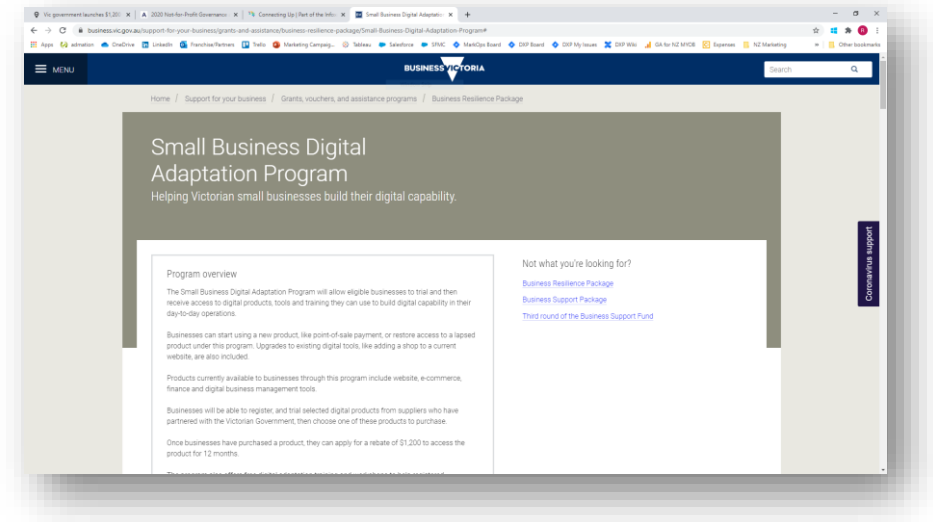 Vic government launches $1,200
2020 Not-for-Profit Governance
Connecting Up | Part of the Infox
Small Business Digital Adaptatio
business.vic.gov.au/support-for-your-business/grants-and-assistance/business-resilience-package/Small-Business-Digital-Adaptation-Program#
Apps admation OneDrive LinkedIn Franchise/Partners Trello Marketing Campaig... Tableau Salesforce SFMC MarkOps Board DXP Board DXP My Issues DXP Wiki GA for NZ MYOB Expenses NZ Marketing » Other bookmarks
MENU
BUSINESS VICTORIA
Search
Home / Support for your business / Grants, vouchers, and assistance programs / Business Resilience Package
Small Business Digital
Adaptation Program
Helping Victorian small businesses build their digital capability.
Coronavirus support
Program overview
The Small Business Digital Adaptation Program will allow eligible businesses to trial and then
receive access to digital products, tools and training they can use to build digital capability in their
day-to-day operations.
Businesses can start using a new product, like point-of-sale payment, or restore access to a lapsed
product under this program. Upgrades to existing digital tools, like adding a shop to a current
website, are also included.
Products currently available to businesses through this program include website, e-commerce,
finance and digital business management tools.
Businesses will be able to register, and trial selected digital products from suppliers who have
partnered with the Victorian Government, then choose one of these products to purchase.
Once businesses have purchased a product, they can apply for a rebate of $1,200 to access the
product for 12 months.
Not what you're looking for?
Business Resilience Package
Business Support Package
Third round of the Business Support Fund